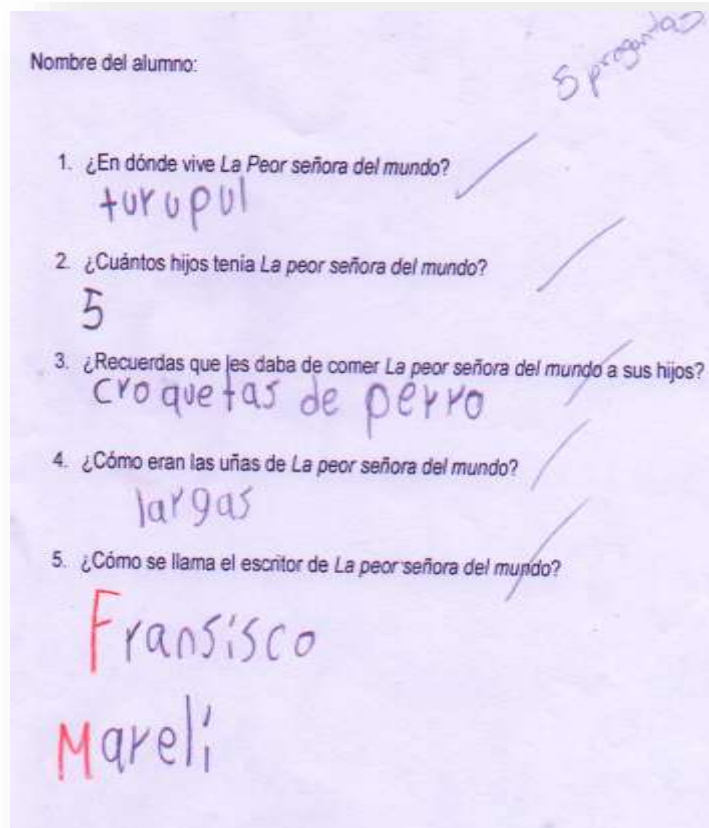 5 preguntas
Nombre del alumno:
1. ¿En dónde vive La Peor señora del mundo?
turupul
2. ¿Cuántos hijos tenía La peor señora del mundo?
5
3. ¿Recuerdas que les daba de comer La peor señora del mundo a sus hijos?
croquetas de perro
4. ¿Cómo eran las uñas de La peor señora del mundo?
largas
5. ¿Cómo se llama el escritor de La peor señora del mundo?
Fransisco
Mareli